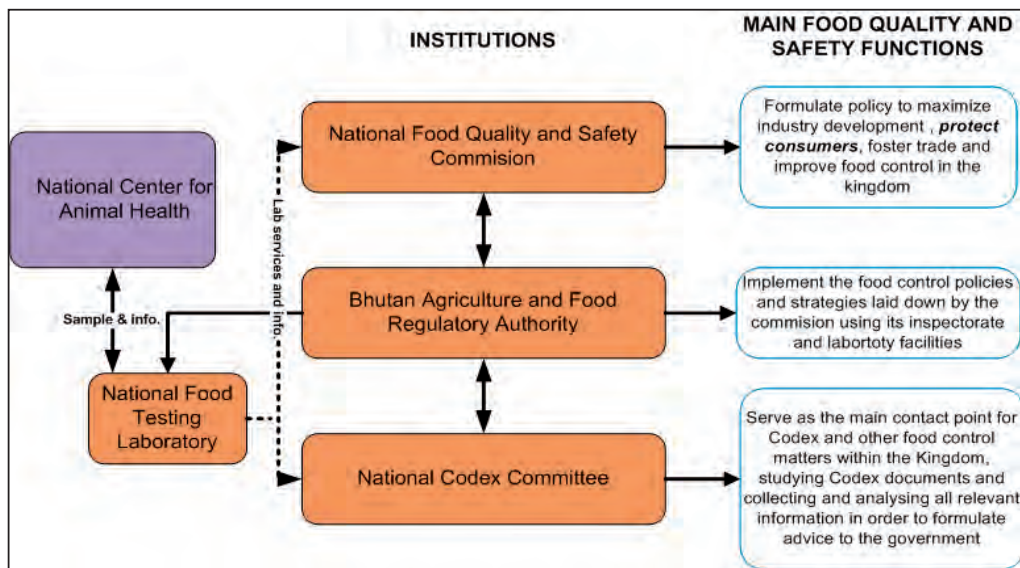 INSTITUTIONS
MAIN FOOD QUALITY AND
SAFETY FUNCTIONS
National Food Quality and Safety
Commision
Formulate policy to maximize
industry development , protect
consumers, foster trade and
improve food control in the
kingdom
National Center for
Animal Health
Lab services and info.
Sample & info.
Bhutan Agriculture and Food
Regulatory Authority
Implement the food control policies
and strategies laid down by the
commision using its inspectorate
and labortoty facilities
National Food
Testing
Laboratory
National Codex Committee
Serve as the main contact point for
Codex and other food control
matters within the Kingdom,
studying Codex documents and
collecting and analysing all relevant
information in order to formulate
advice to the government